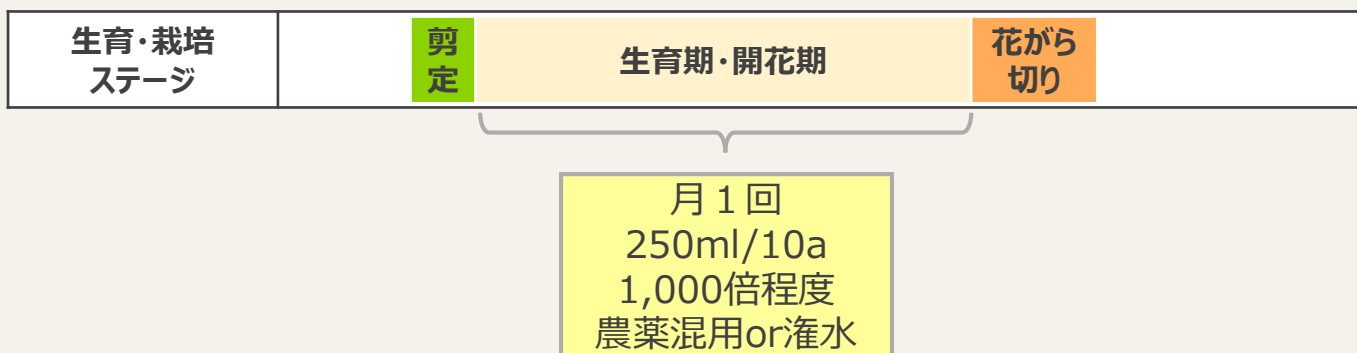 生育･栽培
ステージ
剪
定
生育期･開花期
花がら
切り
月１回
250ml/10a
1,000倍程度
農薬混用or潅水